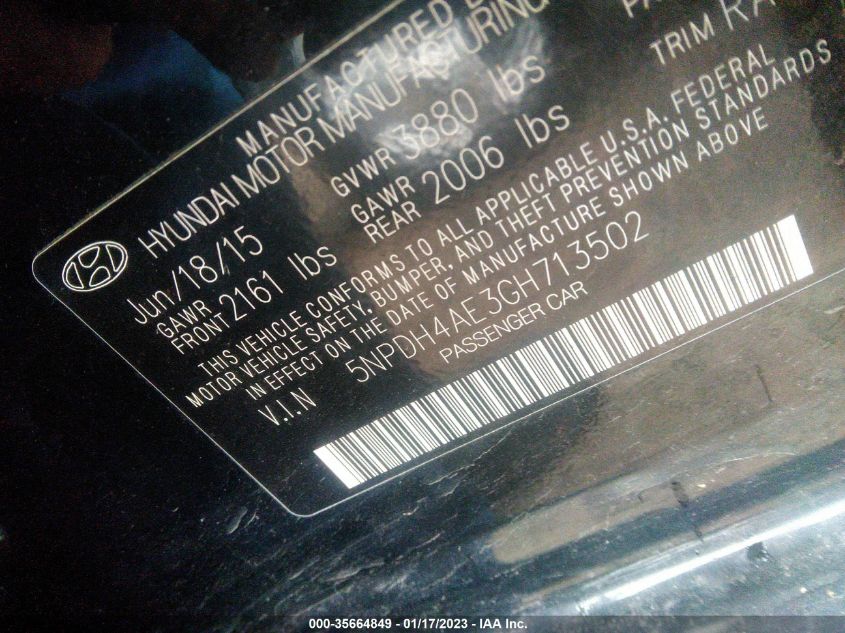 MANUFACTURED
HYUNDAI MOTOR MANUFACTURING
Jun/18/15 GVWR 3880 lbs
TRIM
GAWR FRONT 2161 lbs GAWR REAR 2006 lbs
THIS VEHICLE CONFORMS TO ALL APPLICABLE U.S.A. FEDERAL
MOTOR VEHICLE SAFETY, BUMPER, AND THEFT PREVENTION STANDARDS
IN EFFECT ON THE DATE OF MANUFACTURE SHOWN ABOVE
V.I.N 5NPDH4AE3GH713502
PASSENGER CAR
000-35664849 — 01/17/2023 — IAA Inc.